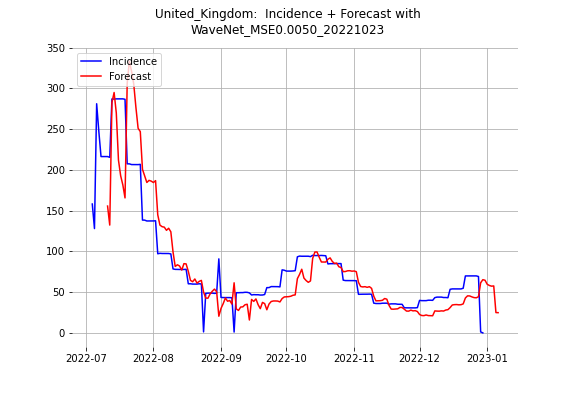 United_Kingdom:  Incidence + Forecast with
WaveNet_MSE0.0050_20221023
350
Incidence
Forecast
300
250
200
150
100
50
0
2022-07 2022-08 2022-09 2022-10 2022-11 2022-12 2023-01